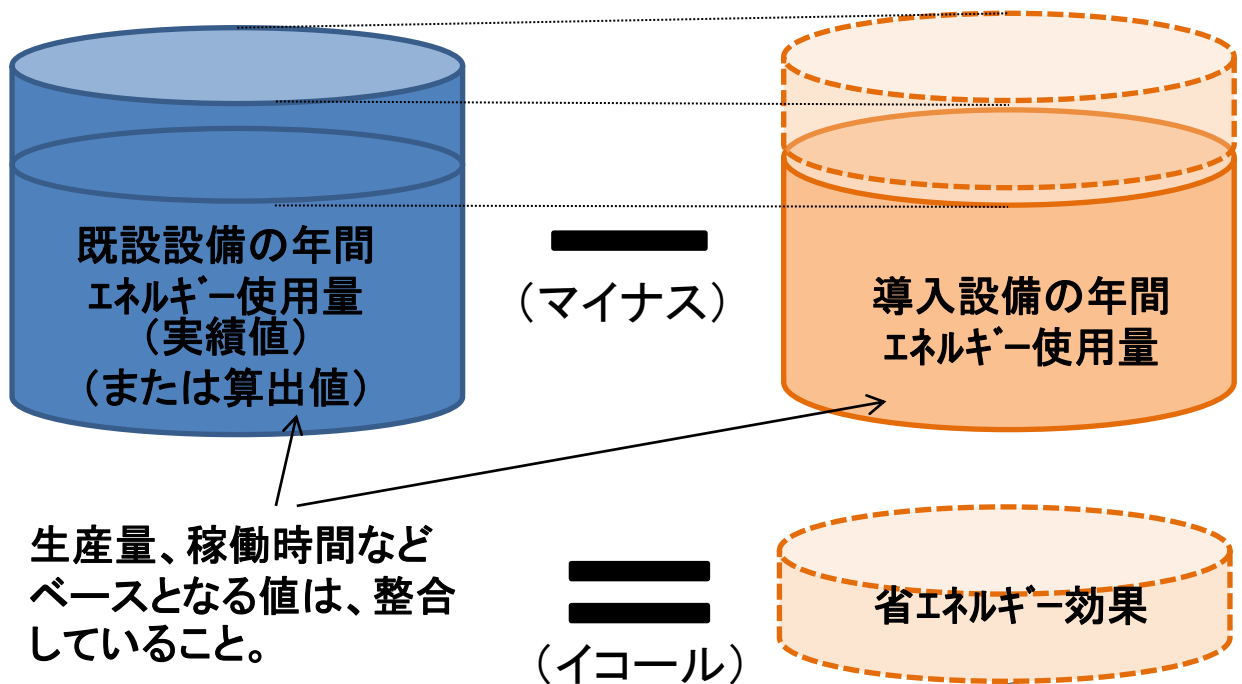 既設設備の年間
ｴﾈﾙｷﾞｰ使用量
（実績値）
（または算出値）
（マイナス）
導入設備の年間
ｴﾈﾙｷﾞｰ使用量
生産量、稼働時間など
ベースとなる値は、整合
していること。
（イコール）
省ｴﾈﾙｷﾞｰ効果